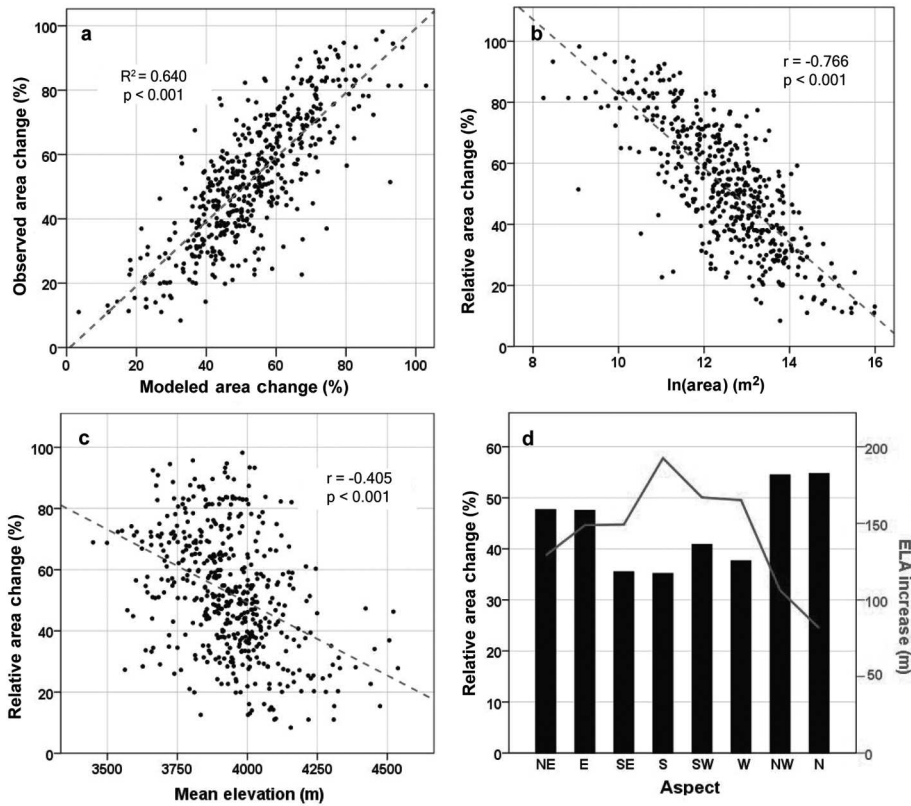 a
R² = 0.640
p < 0.001
Observed area change (%)
100
80
60
40
20
0
0 20 40 60 80 100
Modeled area change (%)
b
r = -0.766
p < 0.001
Relative area change (%)
100
80
60
40
20
0
8 10 12 14 16
ln(area) (m²)
c
r = -0.405
p < 0.001
Relative area change (%)
100
80
60
40
20
0
3500 3750 4000 4250 4500
Mean elevation (m)
d
Relative area change (%)
60
50
40
30
20
10
0
200
150
100
50
0
ELA increase (m)
NE E SE S SW W NW N
Aspect